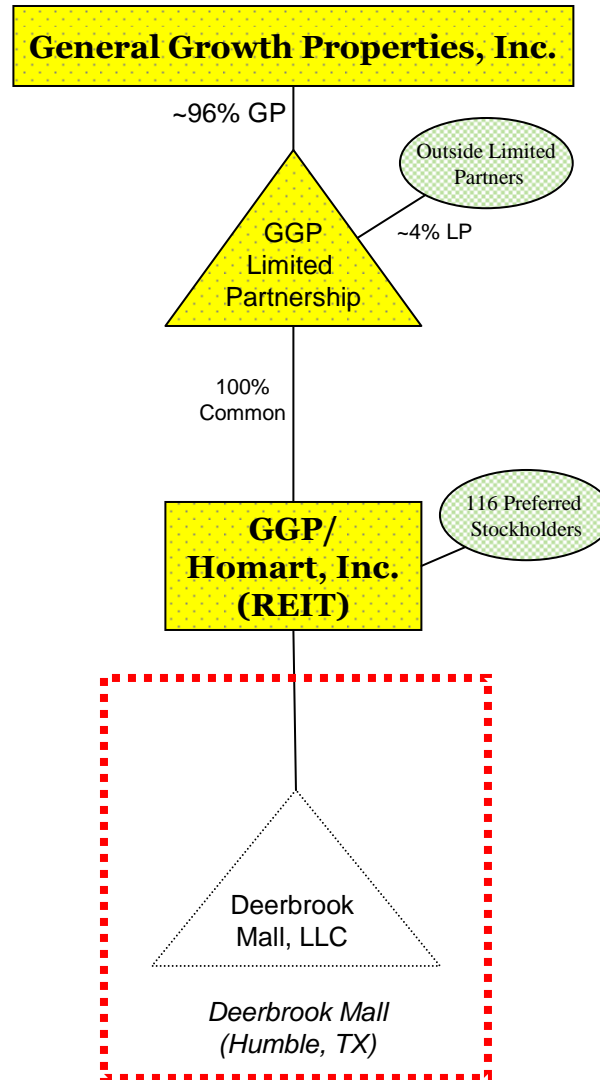 General Growth Properties, Inc.
~96% GP
Outside Limited
Partners
~4% LP
GGP
Limited
Partnership
100%
Common
116 Preferred
Stockholders
GGP/
Homart, Inc.
(REIT)
Deerbrook
Mall, LLC
Deerbrook Mall
(Humble, TX)